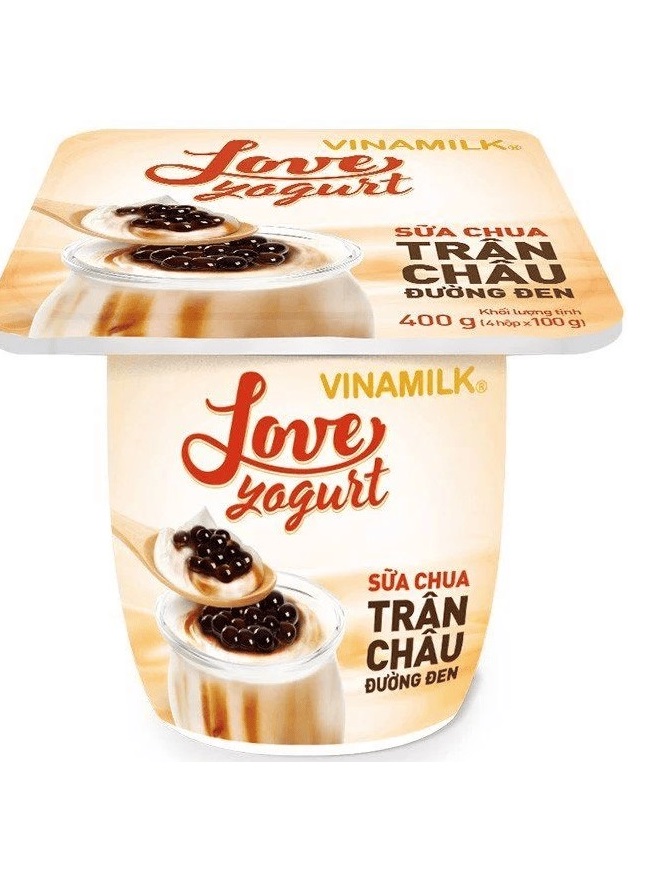 VINAMILK®
Love
yogurt
SỮA CHUA
TRÂN
CHÂU
ĐƯỜNG ĐEN
Khối lượng tịnh
400 g (4 hộp x 100 g)
VINAMILK®
Love
yogurt
SỮA CHUA
TRÂN
CHÂU
ĐƯỜNG ĐEN